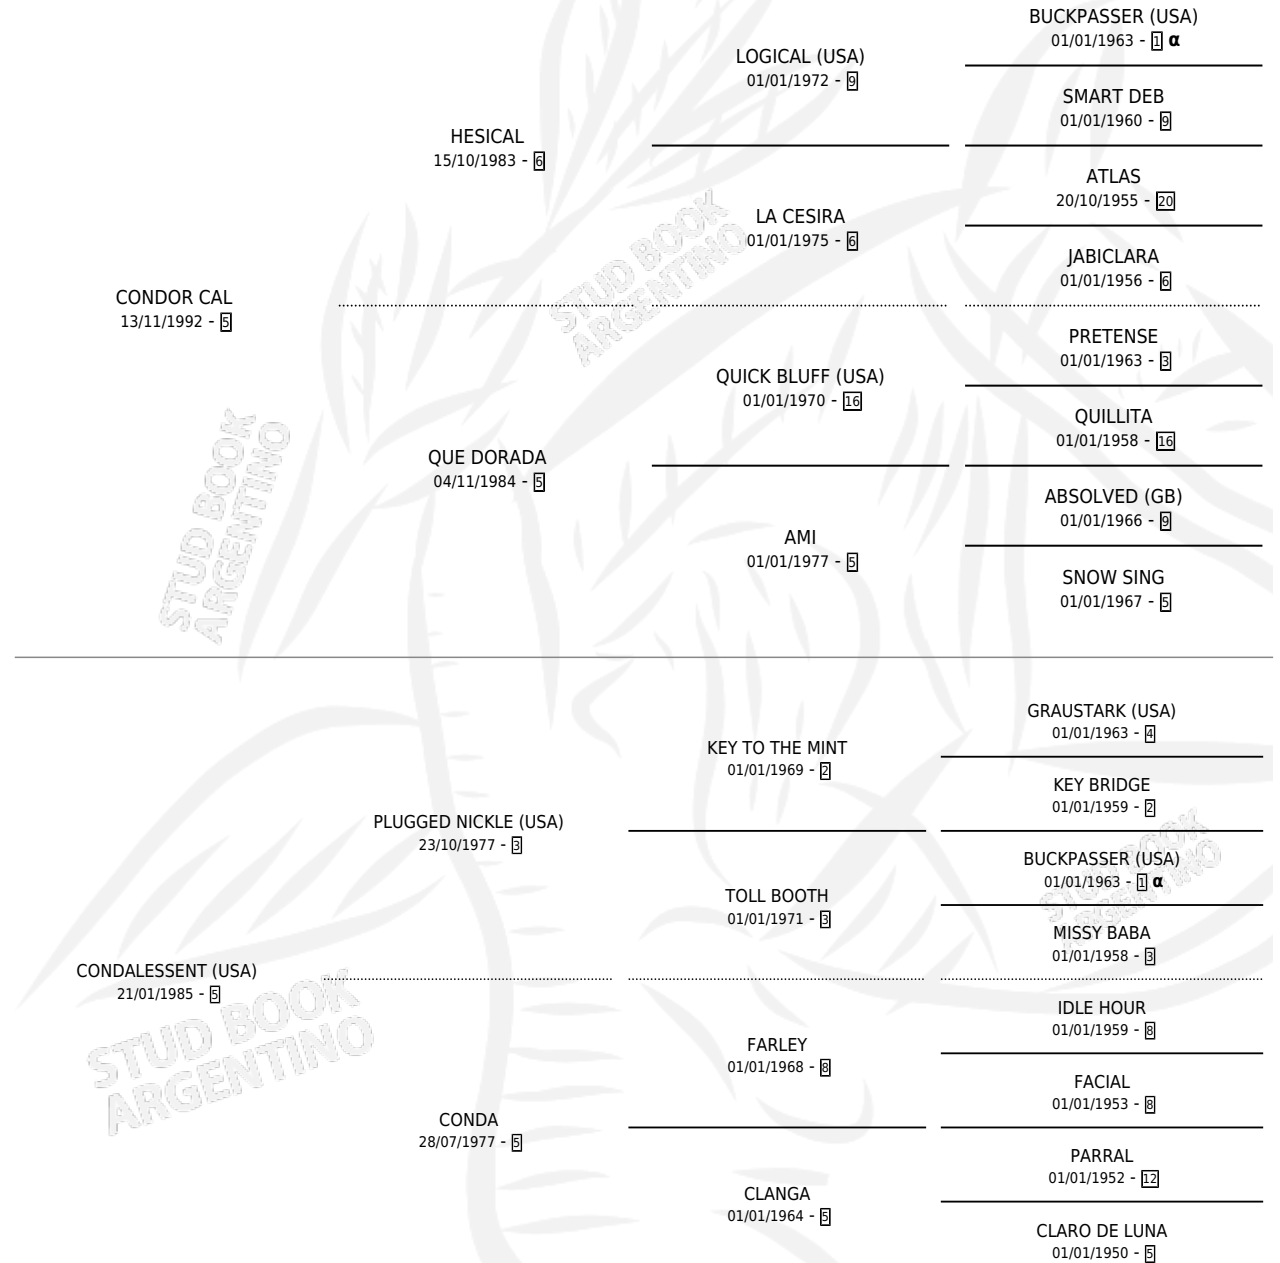 BUCKPASSER (USA)
01/01/1963 - 1 α
LOGICAL (USA)
01/01/1972 - 9
SMART DEB
01/01/1960 - 9
HESICAL
15/10/1983 - 6
ATLAS
20/10/1955 - 20
LA CESIRA
01/01/1975 - 6
JABICLARA
01/01/1956 - 6
CONDOR CAL
13/11/1992 - 5
PRETENSE
01/01/1963 - 3
QUICK BLUFF (USA)
01/01/1970 - 16
QUILLITA
01/01/1958 - 16
QUE DORADA
04/11/1984 - 5
ABSOLVED (GB)
01/01/1966 - 9
AMI
01/01/1977 - 5
SNOW SING
01/01/1967 - 5
GRAUSTARK (USA)
01/01/1963 - 4
KEY TO THE MINT
01/01/1969 - 2
KEY BRIDGE
01/01/1959 - 2
PLUGGED NICKLE (USA)
23/10/1977 - 3
BUCKPASSER (USA)
01/01/1963 - 1 α
TOLL BOOTH
01/01/1971 - 3
MISSY BABA
01/01/1958 - 3
CONDALESSENT (USA)
21/01/1985 - 5
IDLE HOUR
01/01/1959 - 8
FARLEY
01/01/1968 - 8
FACIAL
01/01/1953 - 8
CONDA
28/07/1977 - 5
PARRAL
01/01/1952 - 12
CLANGA
01/01/1964 - 5
CLARO DE LUNA
01/01/1950 - 5
STUD BOOK
ARGENTINO
STUD BOOK
ARGENTINO
STUD BOOK
ARGENTINO
STUD BOOK
ARGENTINO